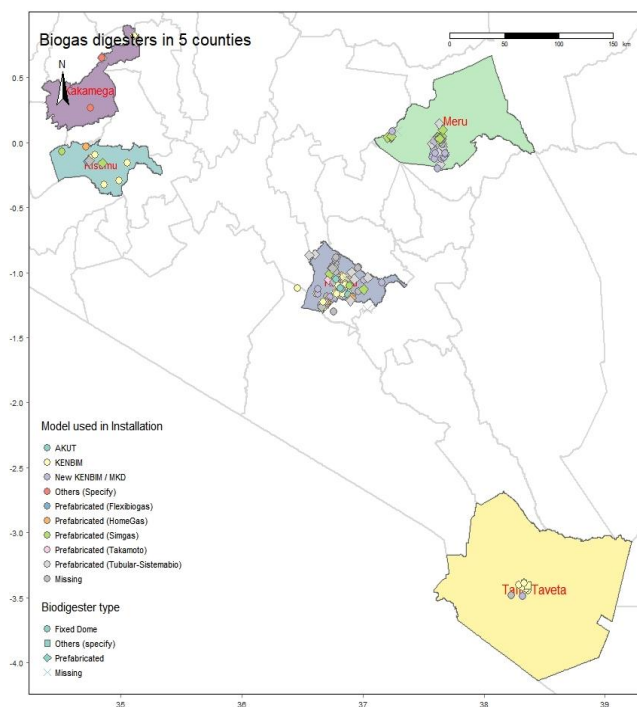 Biogas digesters in 5 counties
0 50 100 150 km
N
0.5
Kakamega
Meru
0.0
Kisumu
-0.5
-1.0
-1.5
-2.0
Model used in Installation
AKUT
KENBIM
-2.5
New KENBIM / MKD
Others (Specify)
Prefabricated (Flexibiogas)
Prefabricated (HomeGas)
-3.0
Prefabricated (Simgas)
Prefabricated (Takamoto)
Prefabricated (Tubular-Sistemabio)
Missing
Taita Taveta
-3.5
Biodigester type
Fixed Dome
Others (specify)
Prefabricated
-4.0
Missing
35 36 37 38 39